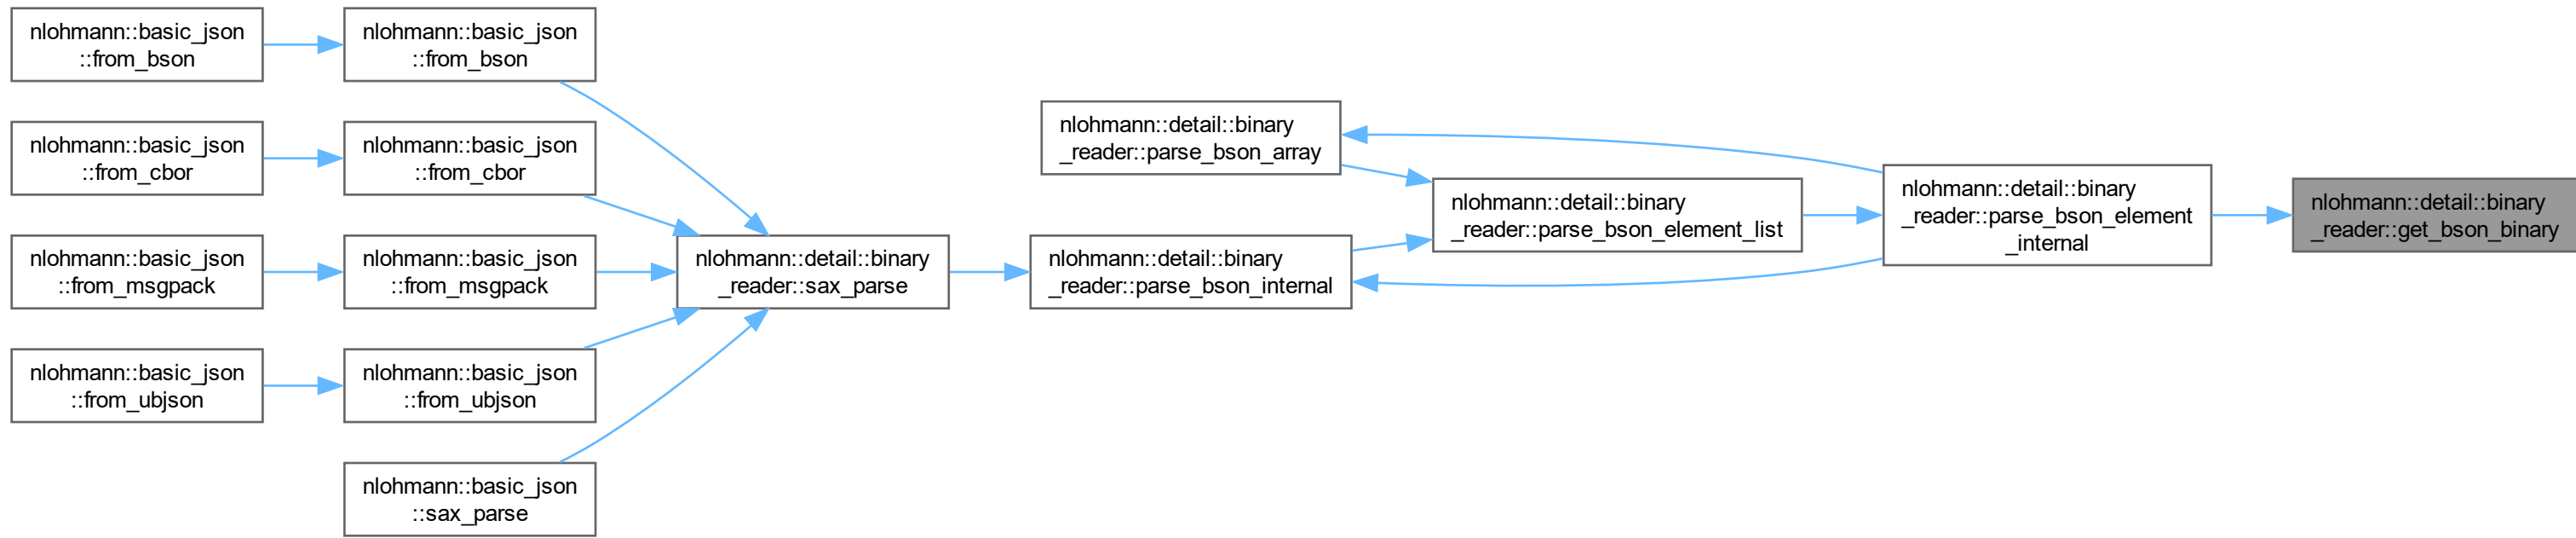 nlohmann::basic_json
::from_bson
nlohmann::basic_json
::from_bson
nlohmann::basic_json
::from_cbor
nlohmann::basic_json
::from_cbor
nlohmann::basic_json
::from_msgpack
nlohmann::basic_json
::from_msgpack
nlohmann::basic_json
::from_ubjson
nlohmann::basic_json
::from_ubjson
nlohmann::basic_json
::sax_parse
nlohmann::detail::binary
_reader::sax_parse
nlohmann::detail::binary
_reader::parse_bson_array
nlohmann::detail::binary
_reader::parse_bson_internal
nlohmann::detail::binary
_reader::parse_bson_element_list
nlohmann::detail::binary
_reader::parse_bson_element
_internal
nlohmann::detail::binary
_reader::get_bson_binary